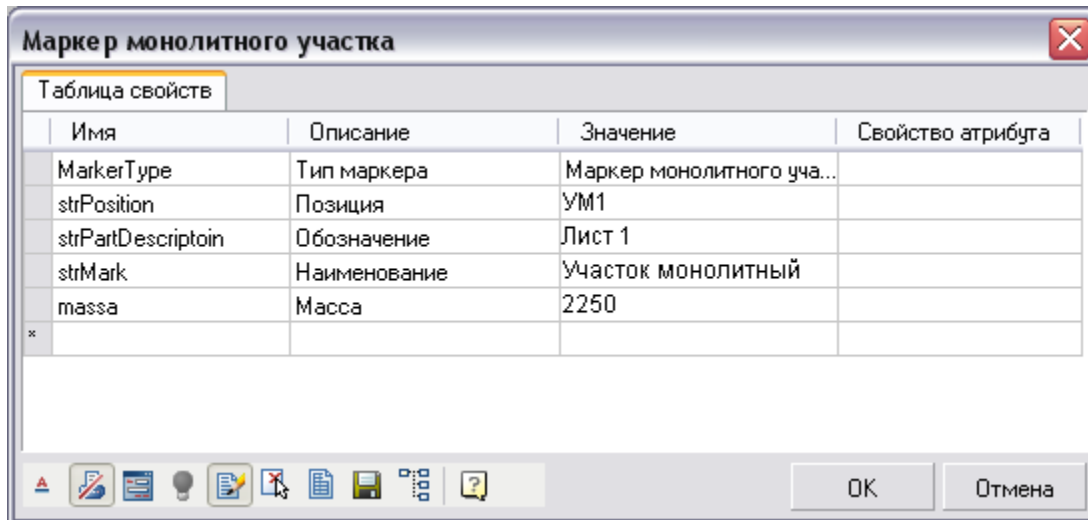 Маркер монолитного участка
Таблица свойств
Имя Описание Значение Свойство атрибута
MarkerType Тип маркера Маркер монолитного уча...
strPosition Позиция УМ1
strPartDescriptoin Обозначение Лист 1
strMark Наименование Участок монолитный
massa Масса 2250
*
OK Отмена